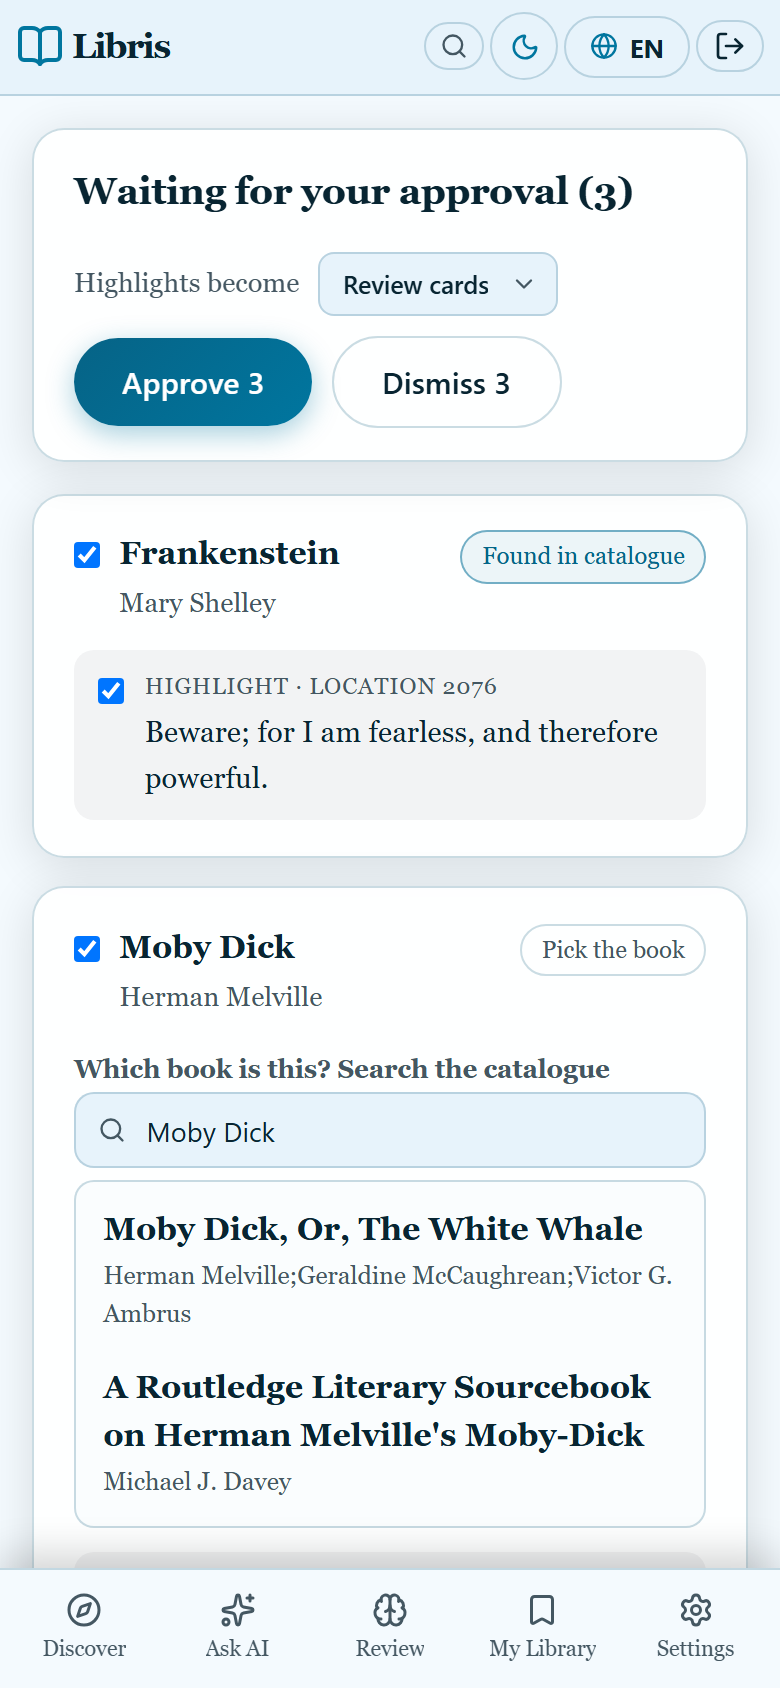 Libris
EN
Waiting for your approval (3)
Highlights become
Review cards
Approve 3
Dismiss 3
Frankenstein
Found in catalogue
Mary Shelley
HIGHLIGHT · LOCATION 2076
Beware; for I am fearless, and therefore
powerful.
Moby Dick
Pick the book
Herman Melville
Which book is this? Search the catalogue
Moby Dick
Moby Dick, Or, The White Whale
Herman Melville;Geraldine McCaughrean;Victor G.
Ambrus
A Routledge Literary Sourcebook
on Herman Melville's Moby-Dick
Michael J. Davey
Discover
Ask AI
Review
My Library
Settings